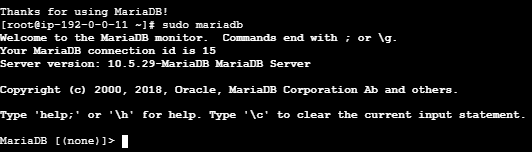 Thanks for using MariaDB!
[root@ip-192-0-0-11 ~]# sudo mariadb
Welcome to the MariaDB monitor.  Commands end with ; or \g.
Your MariaDB connection id is 15
Server version: 10.5.29-MariaDB MariaDB Server
Copyright (c) 2000, 2018, Oracle, MariaDB Corporation Ab and others.
Type 'help;' or '\h' for help. Type '\c' to clear the current input statement.
MariaDB [(none)]>